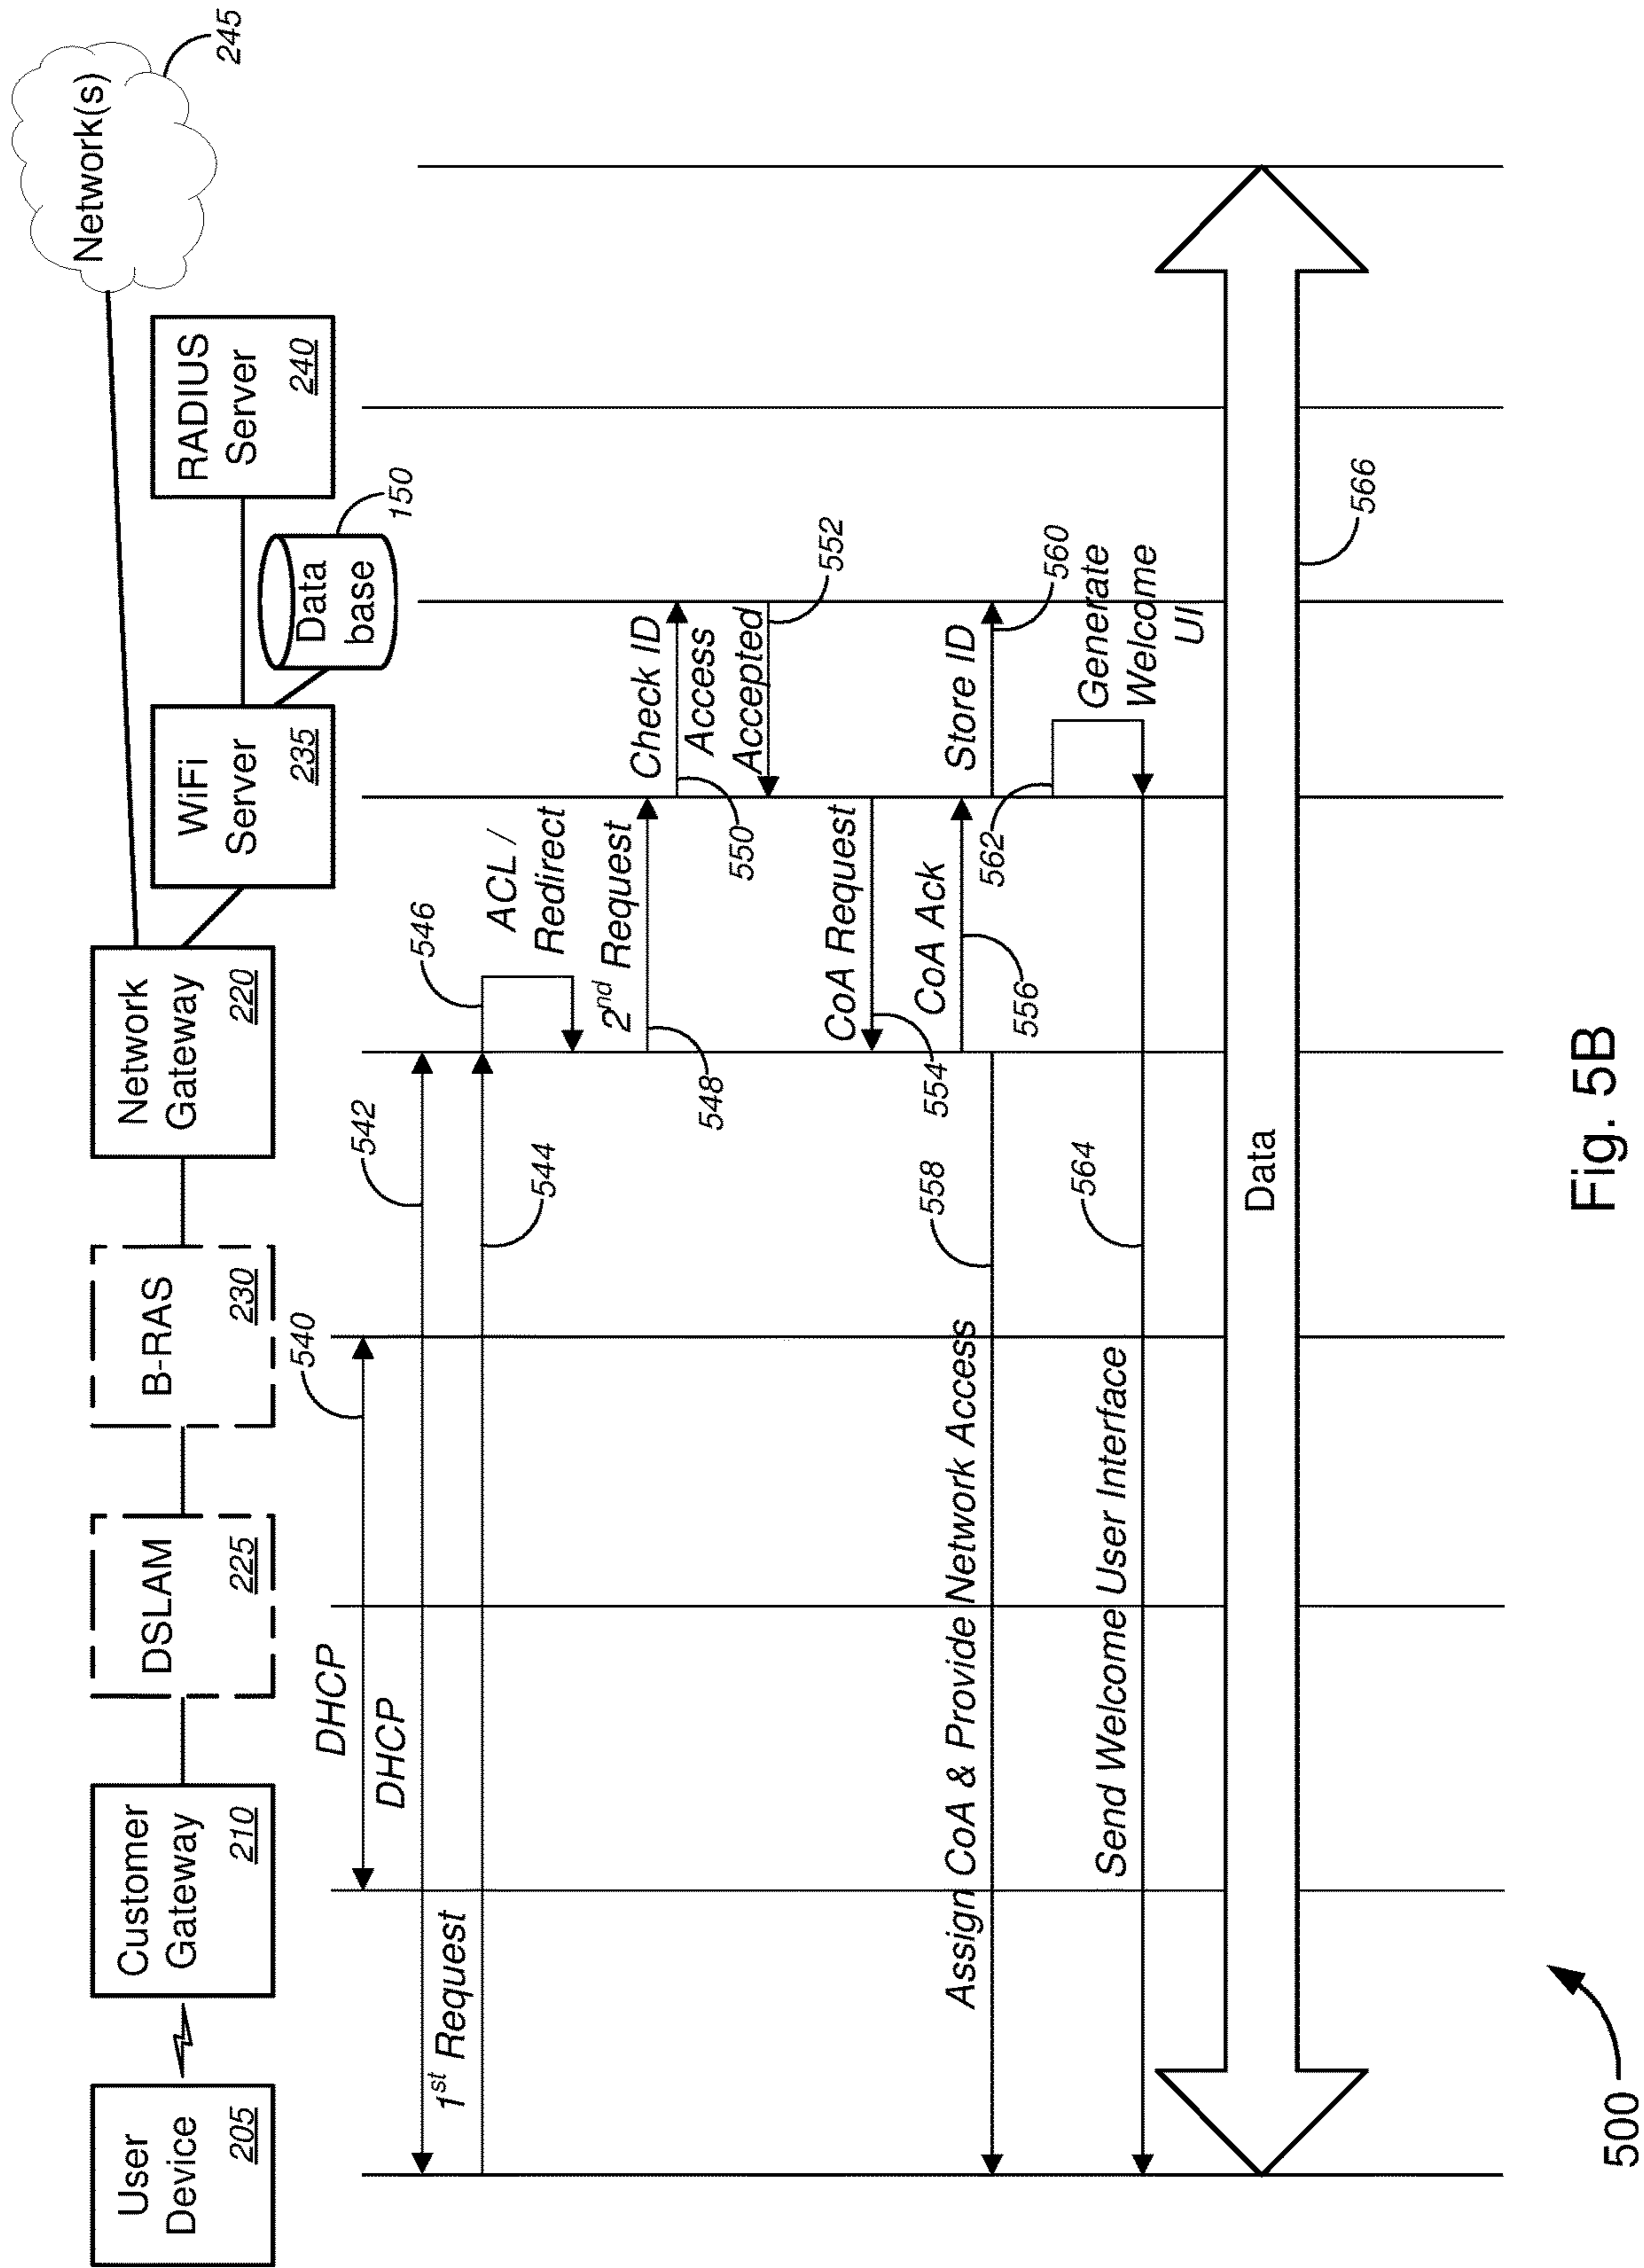 User
Device
205
Customer
Gateway
210
DSLAM
225
B-RAS
230
Network
Gateway
220
WiFi
Server
235
Data
base
150
RADIUS
Server
240
Network(s)
245
DHCP
540
DHCP
542
1st Request
544
546
ACL /
Redirect
2nd Request
548
Check ID
550
Access
Accepted
552
CoA Request
554
CoA Ack
556
Assign CoA & Provide Network Access
558
Store ID
560
562
Generate
Welcome
UI
Send Welcome User Interface
564
Data
566
500
Fig. 5B